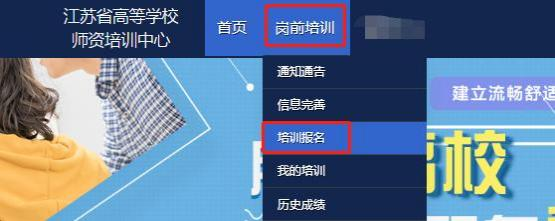 江苏省高等学校
师资培训中心
首页
岗前培训
通知通告
信息完善
培训报名
我的培训
历史成绩
建立流畅舒适
高校